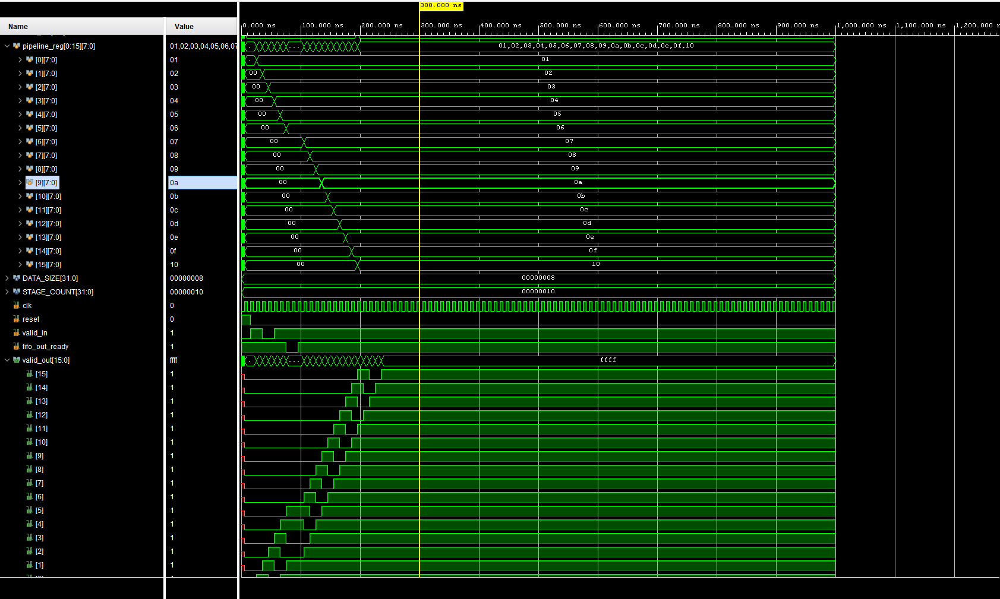 300.000 ns
Name Value
0.000 ns 100.000 ns 200.000 ns 300.000 ns 400.000 ns 500.000 ns 600.000 ns 700.000 ns 800.000 ns 900.000 ns 1,000.000 ns 1,100.000 ns 1,200.000 n
pipeline_reg[0:15][7:0] 01,02,03,04,05,06,07 . ... 01,02,03,04,05,06,07,08,09,0a,0b,0c,0d,0e,0f,10
[0][7:0] 01 . 01
[1][7:0] 02 00 02
[2][7:0] 03 00 03
[3][7:0] 04 00 04
[4][7:0] 05 00 05
[5][7:0] 06 00 06
[6][7:0] 07 00 07
[7][7:0] 08 00 08
[8][7:0] 09 00 09
[9][7:0] 0a 00 0a
[10][7:0] 0b 00 0b
[11][7:0] 0c 00 0c
[12][7:0] 0d 00 0d
[13][7:0] 0e 00 0e
[14][7:0] 0f 00 0f
[15][7:0] 10 00 10
DATA_SIZE[31:0] 00000008 00000008
STAGE_COUNT[31:0] 00000010 00000010
clk 0
reset 0
valid_in 1
fifo_out_ready 1
valid_out[15:0] ffff . ... ffff
[15] 1
[14] 1
[13] 1
[12] 1
[11] 1
[10] 1
[9] 1
[8] 1
[7] 1
[6] 1
[5] 1
[4] 1
[3] 1
[2] 1
[1] 1